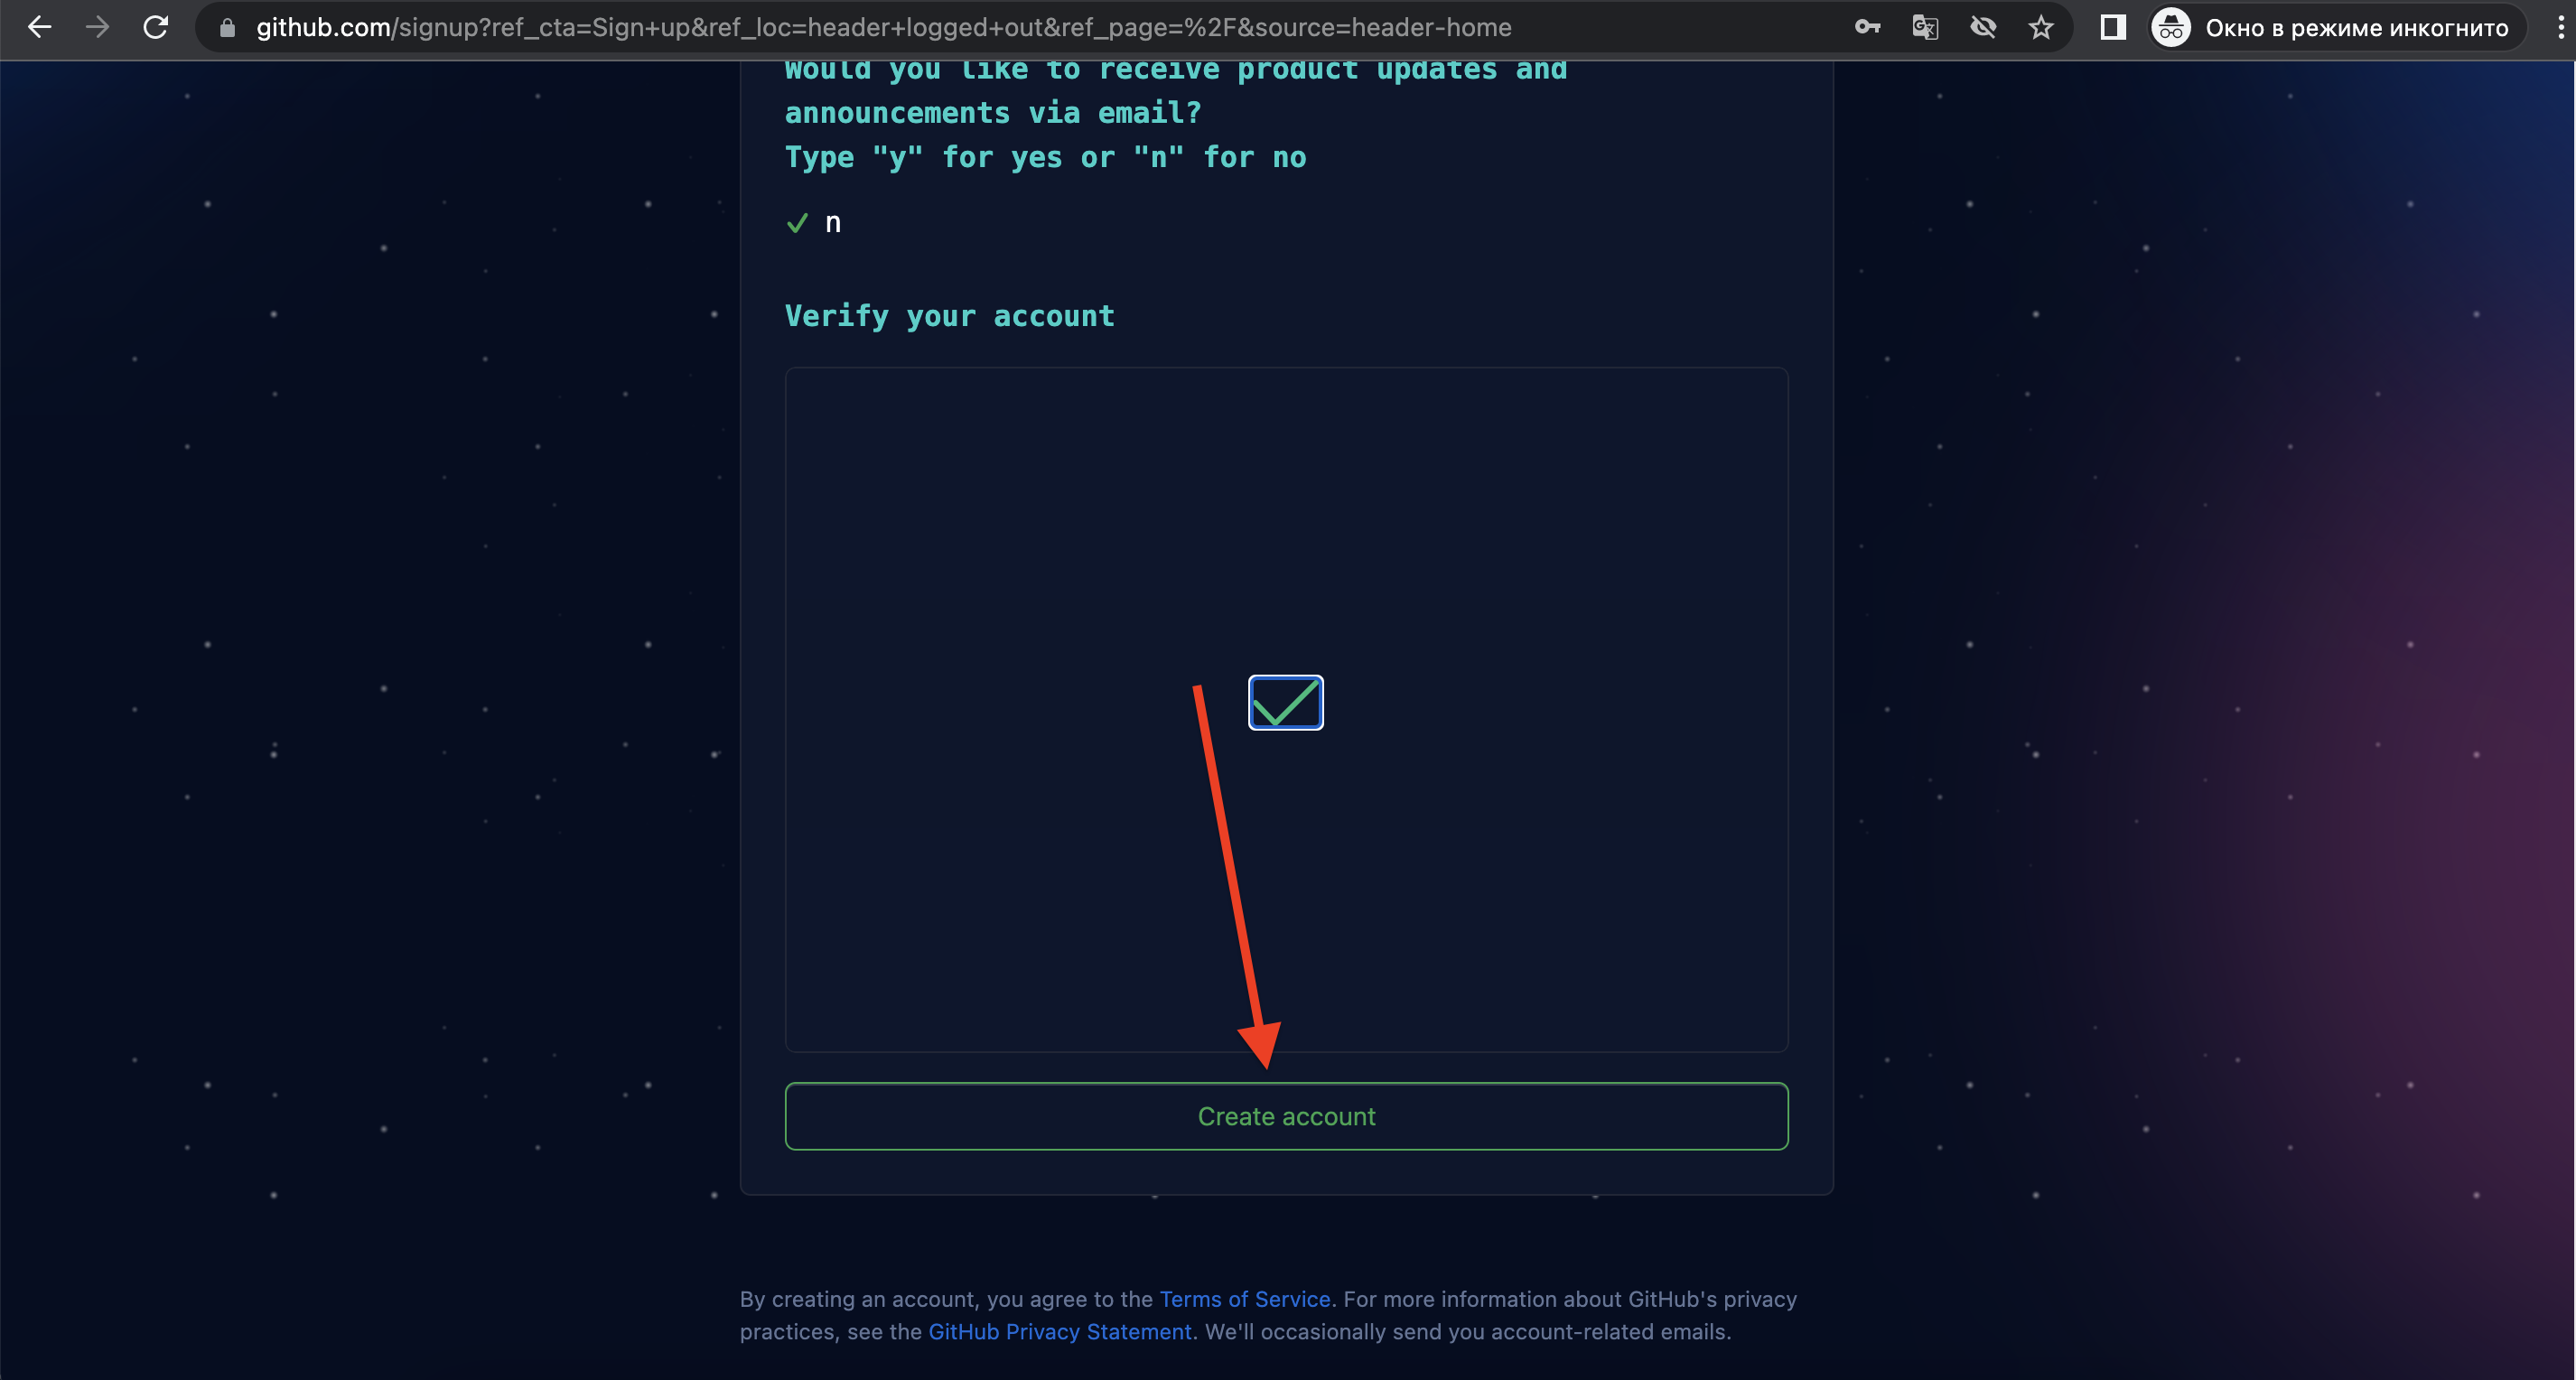 github.com/signup?ref_cta=Sign+up&ref_loc=header+logged+out&ref_page=%2F&source=header-home
Окно в режиме инкогнито
Would you like to receive product updates and
announcements via email?
Type "y" for yes or "n" for no
n
Verify your account
Create account
By creating an account, you agree to the Terms of Service. For more information about GitHub's privacy
practices, see the GitHub Privacy Statement. We'll occasionally send you account-related emails.